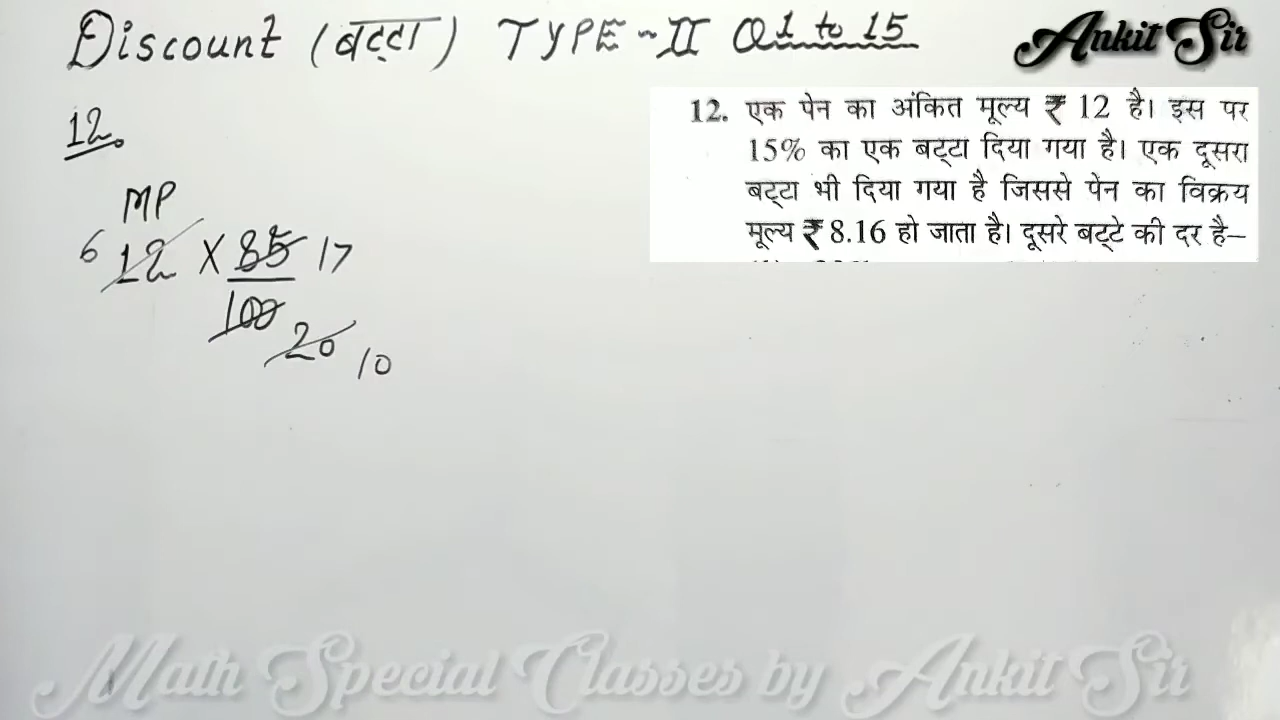 Discount (बट्टा) TYPE-II Q1 to 15
Ankit Sir
12.
12. एक पेन का अंकित मूल्य ₹ 12 है। इस पर
15% का एक बट्टा दिया गया है। एक दूसरा
बट्टा भी दिया गया है जिससे पेन का विक्रय
मूल्य ₹ 8.16 हो जाता है। दूसरे बट्टे की दर है–
MP
6 12 × 85 17
100
20 10
Math Special Classes by Ankit Sir